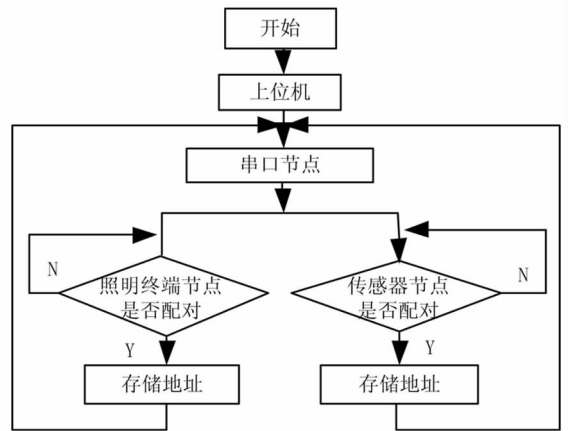 开始
上位机
串口节点
N
照明终端节点
是否配对
Y
存储地址
传感器节点
是否配对
N
Y
存储地址